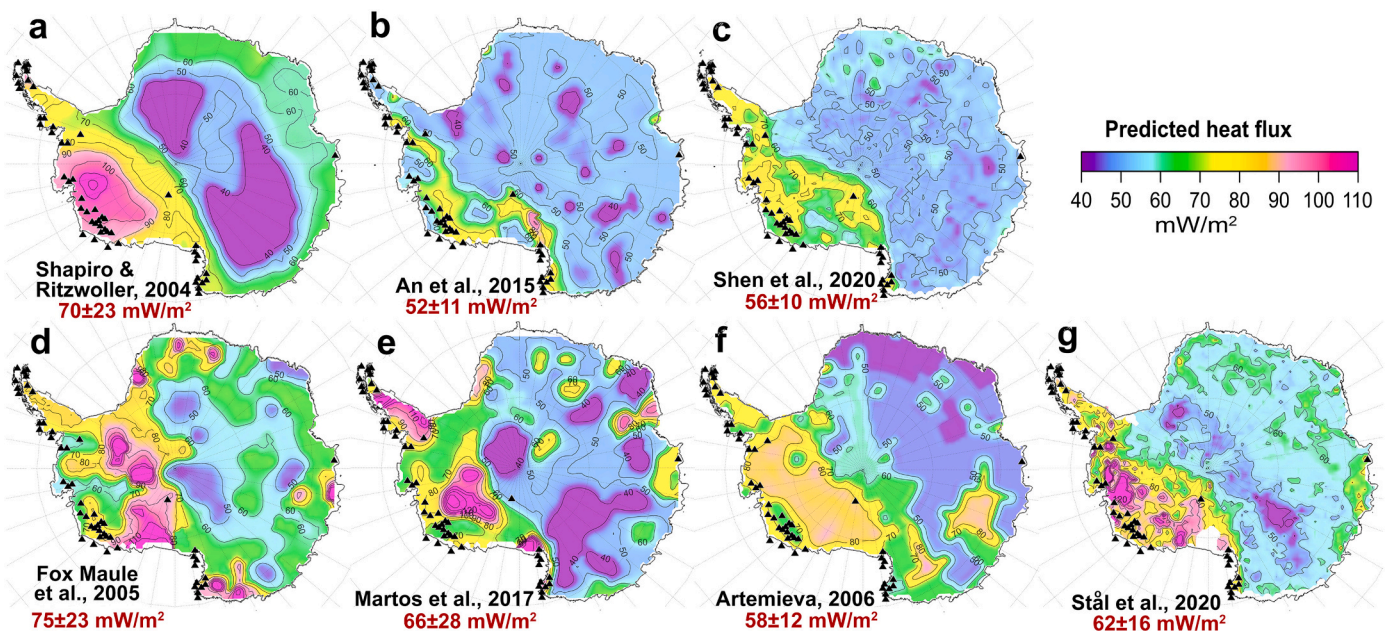 a
b
c
Shapiro &
Ritzwoller, 2004
70±23 mW/m²
An et al., 2015
52±11 mW/m²
Shen et al., 2020
56±10 mW/m²
Predicted heat flux
40 50 60 70 80 90 100 110
mW/m²
d
e
f
g
Fox Maule
et al., 2005
75±23 mW/m²
Martos et al., 2017
66±28 mW/m²
Artemieva, 2006
58±12 mW/m²
Stål et al., 2020
62±16 mW/m²